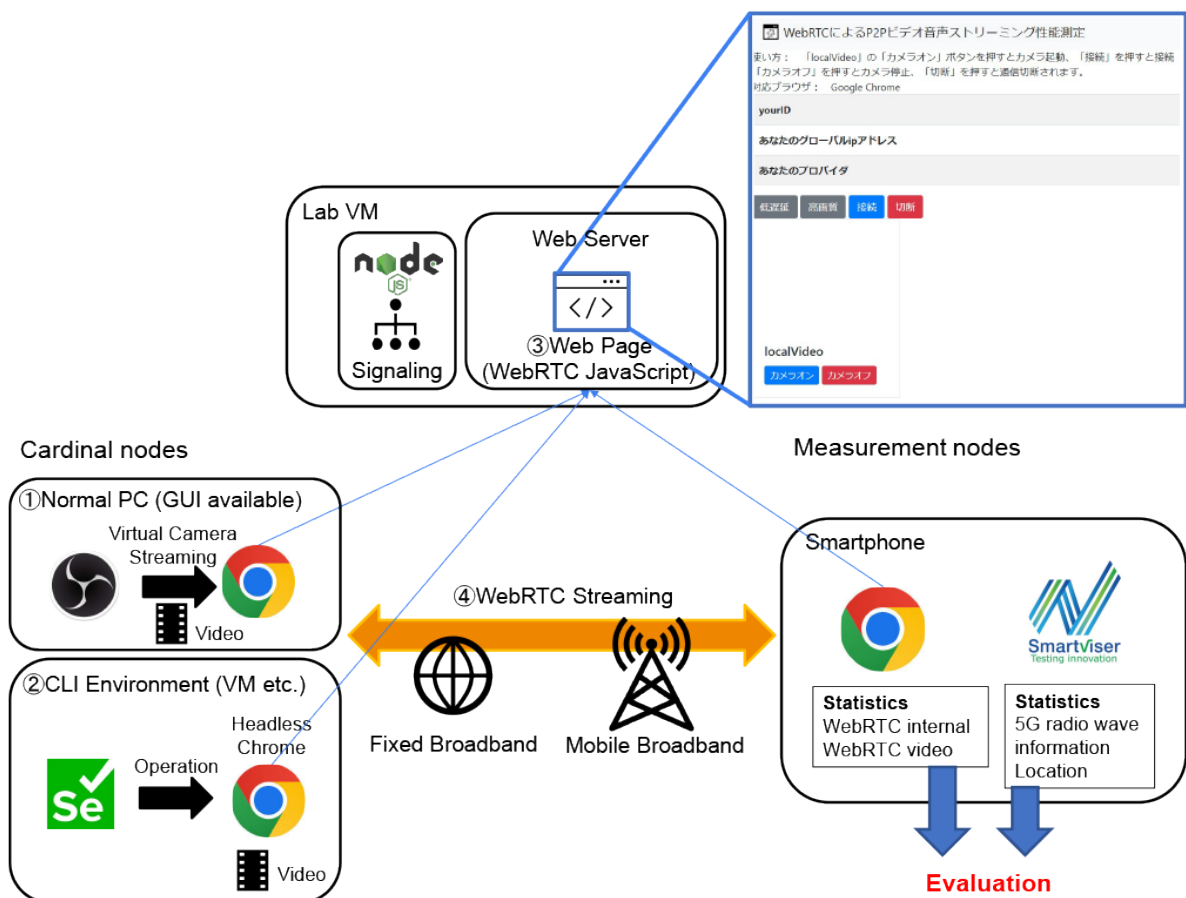 WebRTCによるP2Pビデオ音声ストリーミング性能測定
使い方： 「localVideo」の「カメラオン」ボタンを押すとカメラ起動、「接続」を押すと接続
「カメラオフ」を押すとカメラ停止、「切断」を押すと通信切断されます。
対応ブラウザ： Google Chrome
yourID
あなたのグローバルipアドレス
あなたのプロバイダ
低遅延 高画質 接続 切断
localVideo
カメラオン カメラオフ
Lab VM
node
JS
Signaling
Web Server
</>
③Web Page
(WebRTC JavaScript)
Cardinal nodes
①Normal PC (GUI available)
Virtual Camera
Streaming
Video
②CLI Environment (VM etc.)
Headless
Chrome
Operation
Se
Video
④WebRTC Streaming
Fixed Broadband
Mobile Broadband
Measurement nodes
Smartphone
Smartviser
Testing innovation
Statistics
WebRTC internal
WebRTC video
Statistics
5G radio wave
information
Location
Evaluation